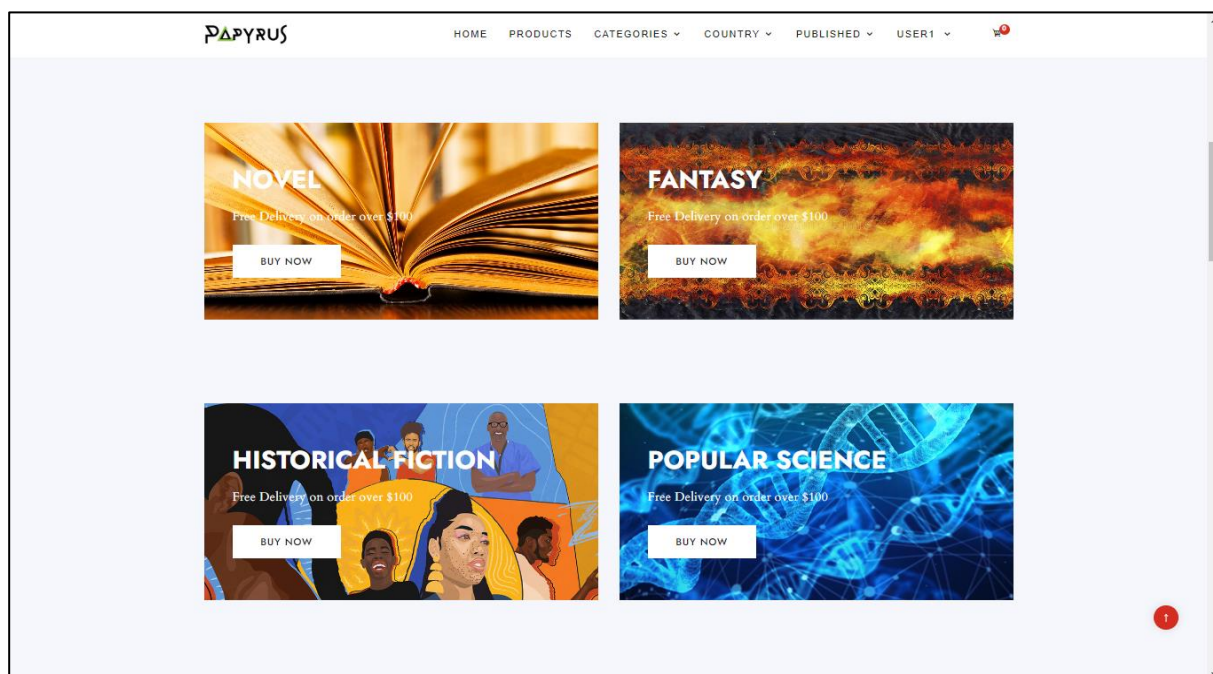 PAPYRUS HOME PRODUCTS CATEGORIES COUNTRY PUBLISHED USER1 0
NOVEL
Free Delivery on order over $100
BUY NOW
FANTASY
Free Delivery on order over $100
BUY NOW
HISTORICAL FICTION
Free Delivery on order over $100
BUY NOW
POPULAR SCIENCE
Free Delivery on order over $100
BUY NOW